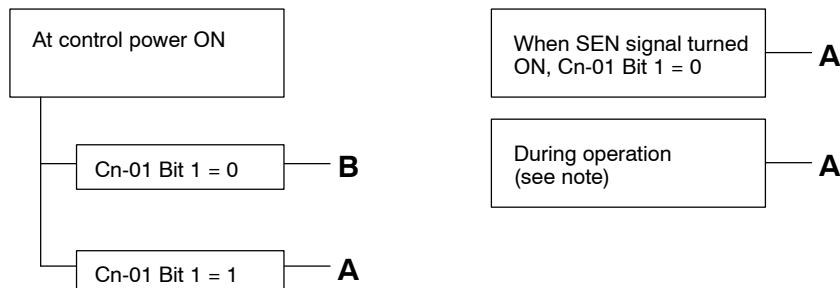 At control power ON
Cn-01 Bit 1 = 0
B
Cn-01 Bit 1 = 1
A
When SEN signal turned
ON, Cn-01 Bit 1 = 0
A
During operation
(see note)
A